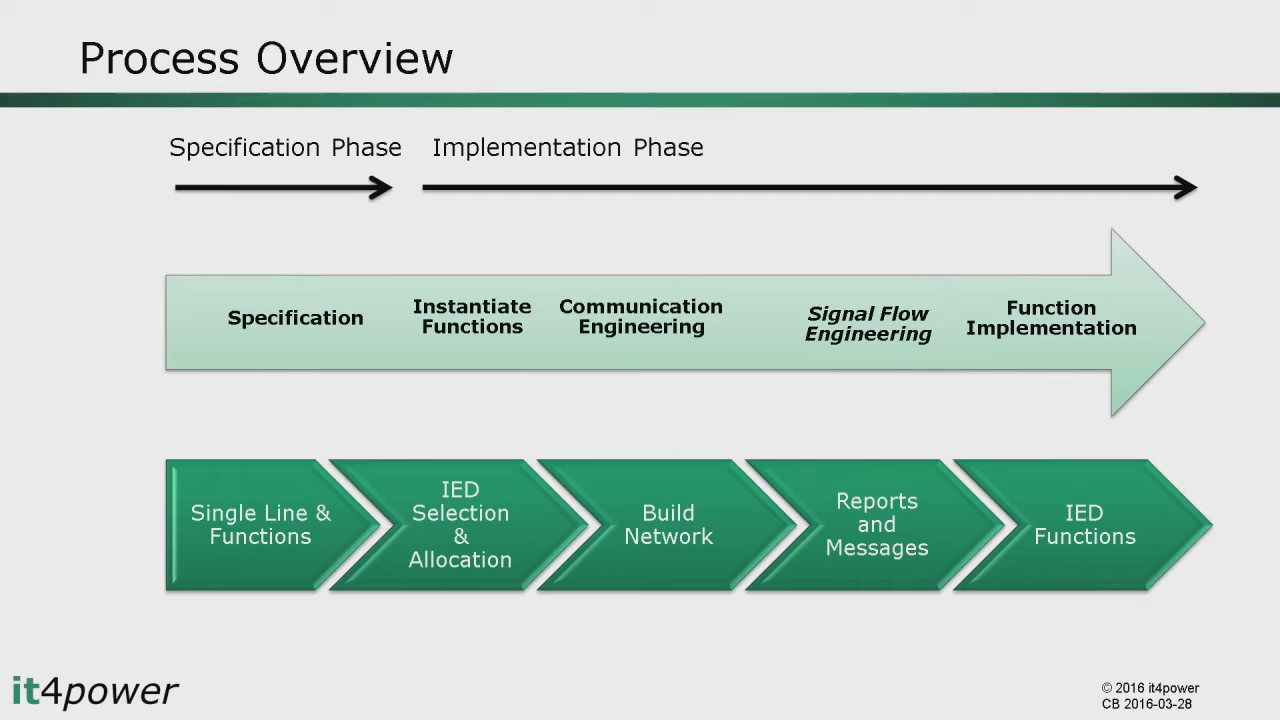 Process Overview
Specification Phase
Implementation Phase
Specification
Instantiate
Functions
Communication
Engineering
Signal Flow
Engineering
Function
Implementation
Single Line &
Functions
IED
Selection
&
Allocation
Build
Network
Reports
and
Messages
IED
Functions
it4power
© 2016 it4power
CB 2016-03-28